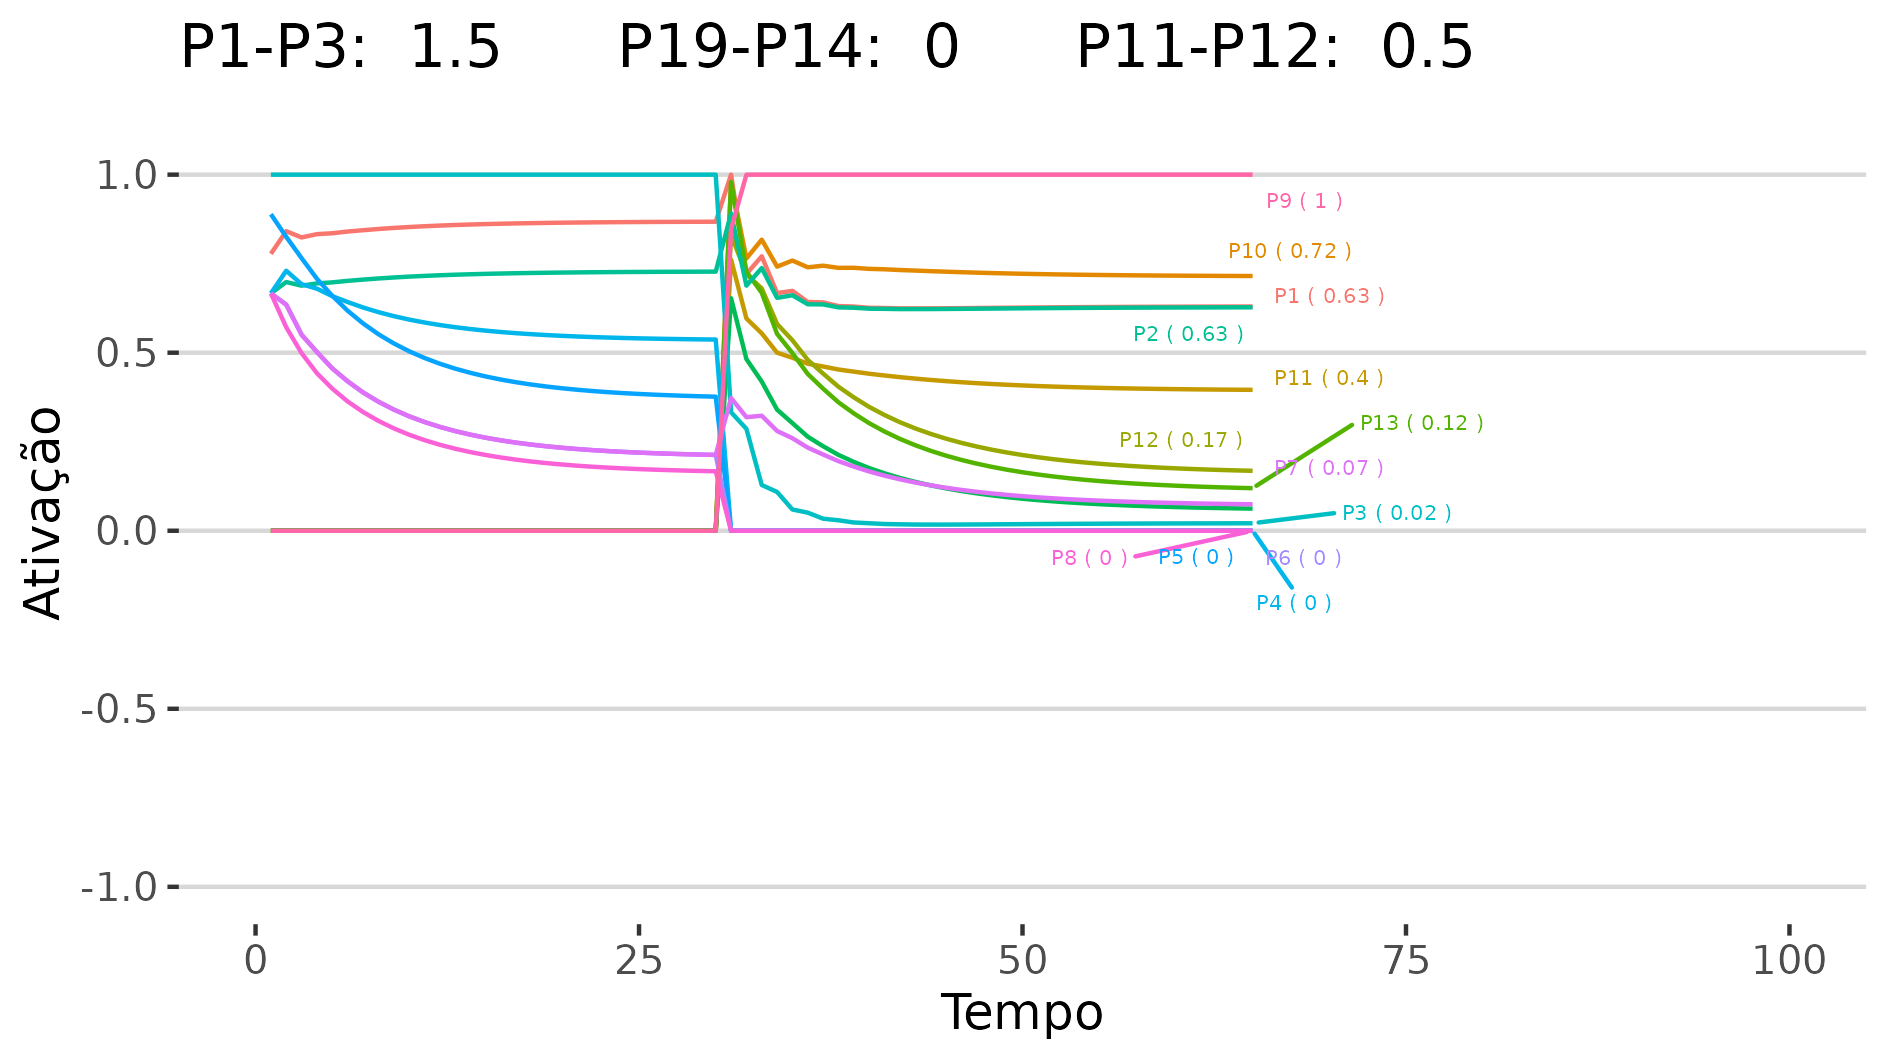 P1-P3:  1.5    P19-P14:  0    P11-P12:  0.5
Ativação
1.0
0.5
0.0
-0.5
-1.0
P9 ( 1 )
P10 ( 0.72 )
P1 ( 0.63 )
P2 ( 0.63 )
P11 ( 0.4 )
P13 ( 0.12 )
P12 ( 0.17 )
P7 ( 0.07 )
P3 ( 0.02 )
P8 ( 0 )
P5 ( 0 )
P6 ( 0 )
P4 ( 0 )
0 25 50 75 100
Tempo